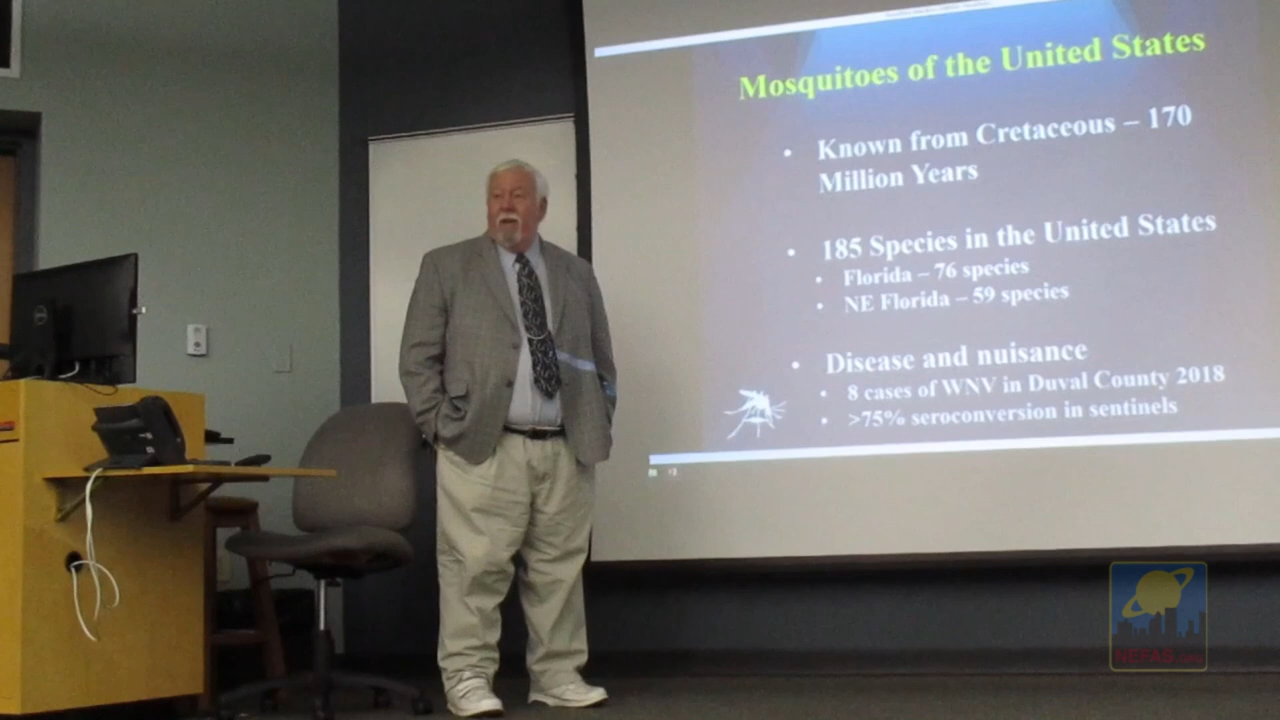 Mosquitoes of the United States
• Known from Cretaceous – 170
Million Years
• 185 Species in the United States
• Florida – 76 species
• NE Florida – 59 species
• Disease and nuisance
• 8 cases of WNV in Duval County 2018
• >75% seroconversion in sentinels
NEFAS.org